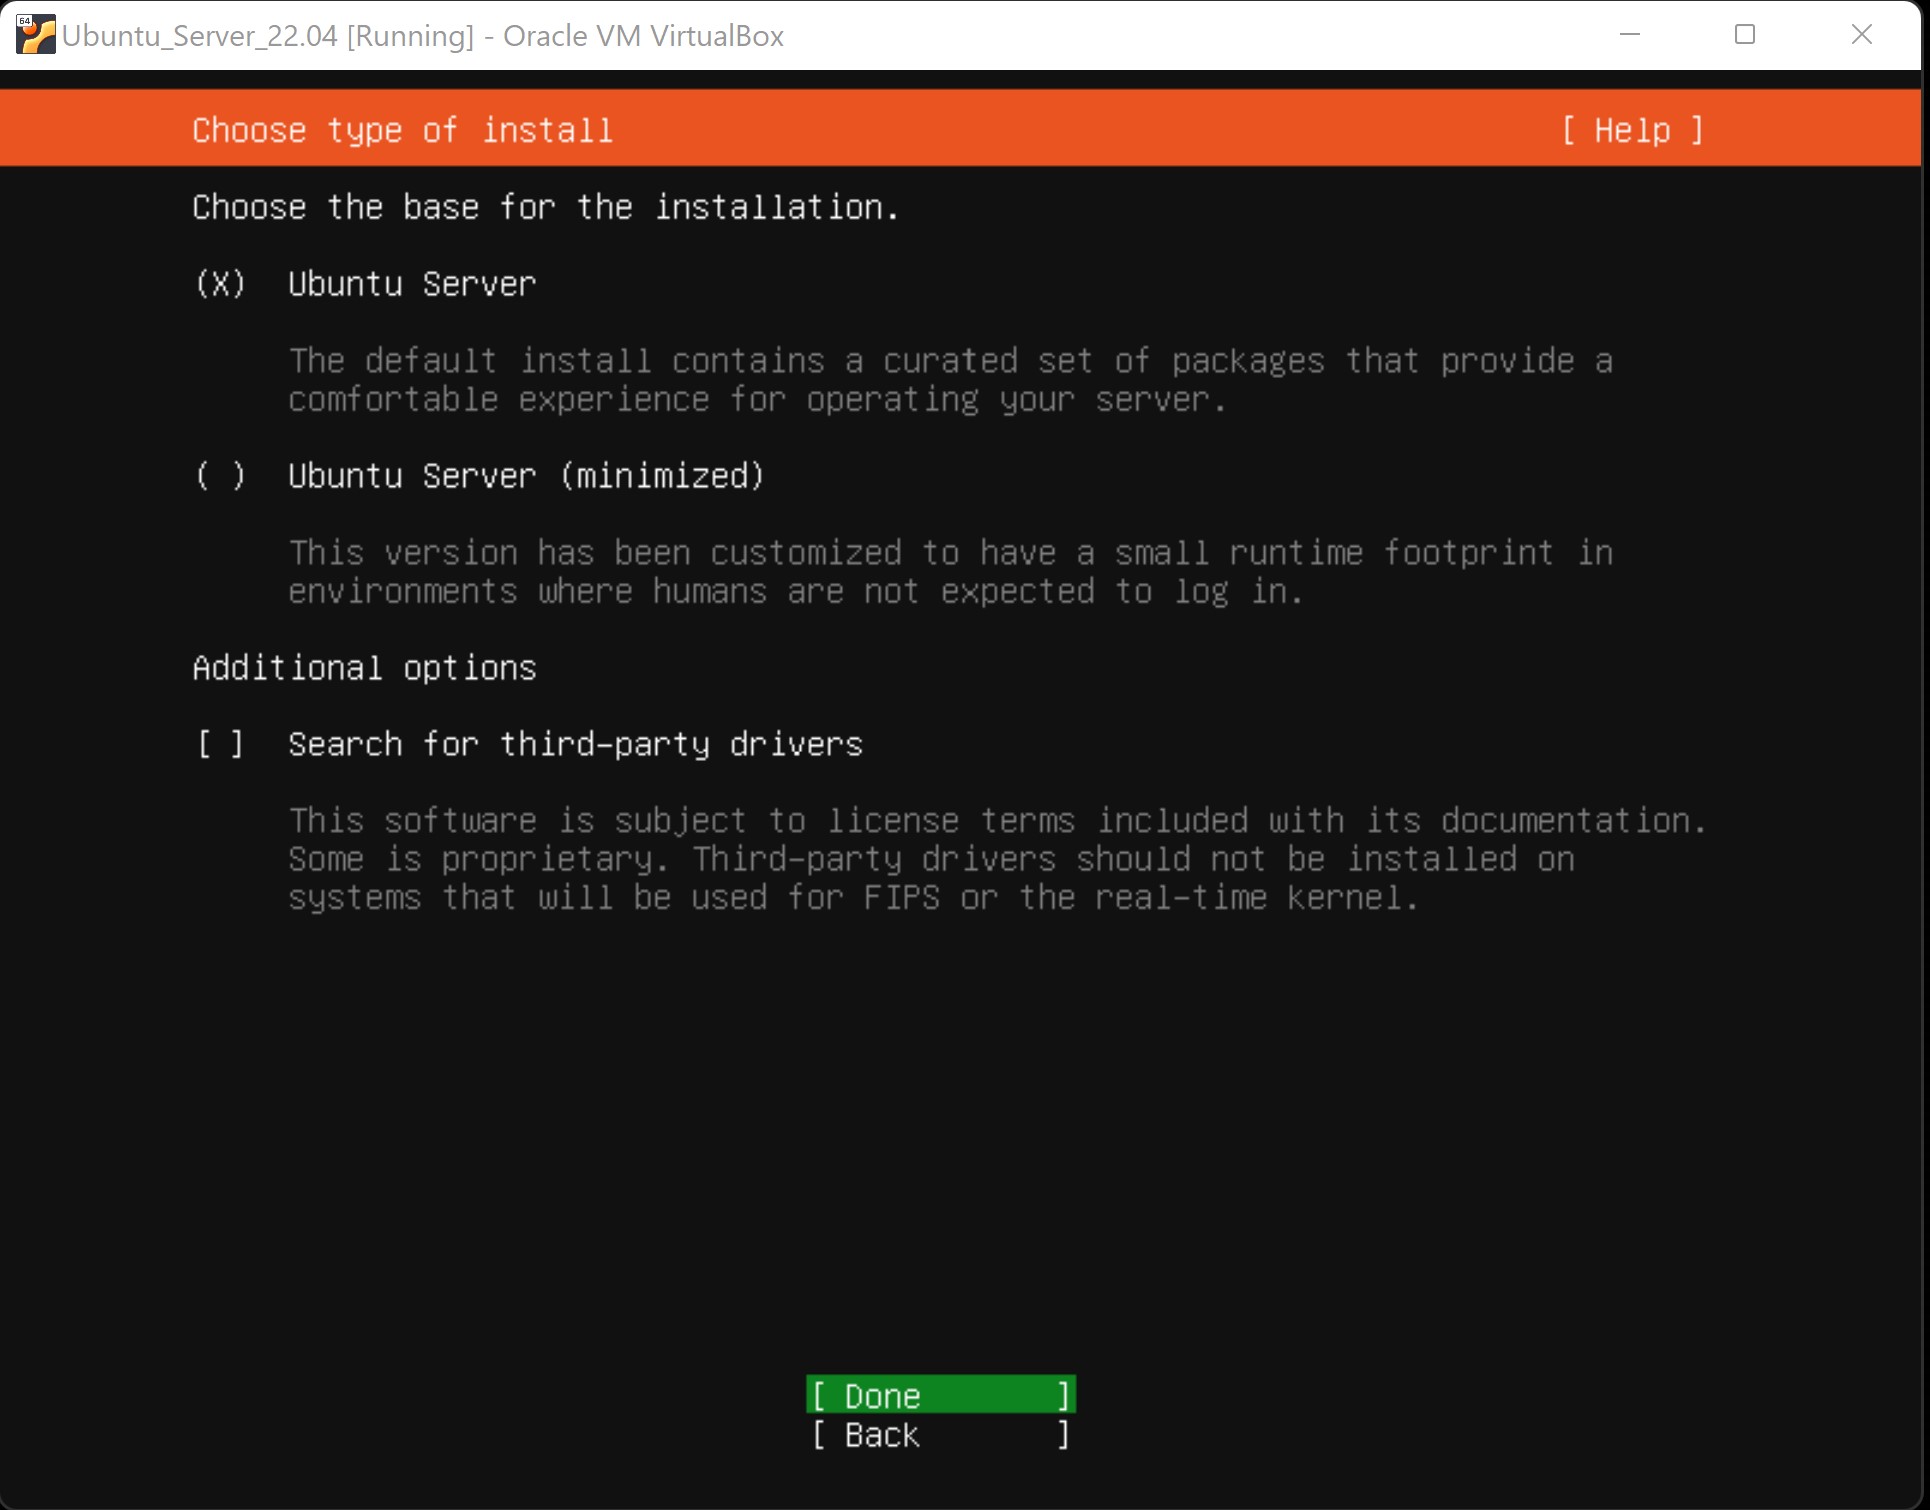 64
Ubuntu_Server_22.04 [Running] - Oracle VM VirtualBox
Choose type of install [ Help ]
Choose the base for the installation.
(X) Ubuntu Server
The default install contains a curated set of packages that provide a
comfortable experience for operating your server.
( ) Ubuntu Server (minimized)
This version has been customized to have a small runtime footprint in
environments where humans are not expected to log in.
Additional options
[ ] Search for third-party drivers
This software is subject to license terms included with its documentation.
Some is proprietary. Third-party drivers should not be installed on
systems that will be used for FIPS or the real-time kernel.
[ Done ]
[ Back ]